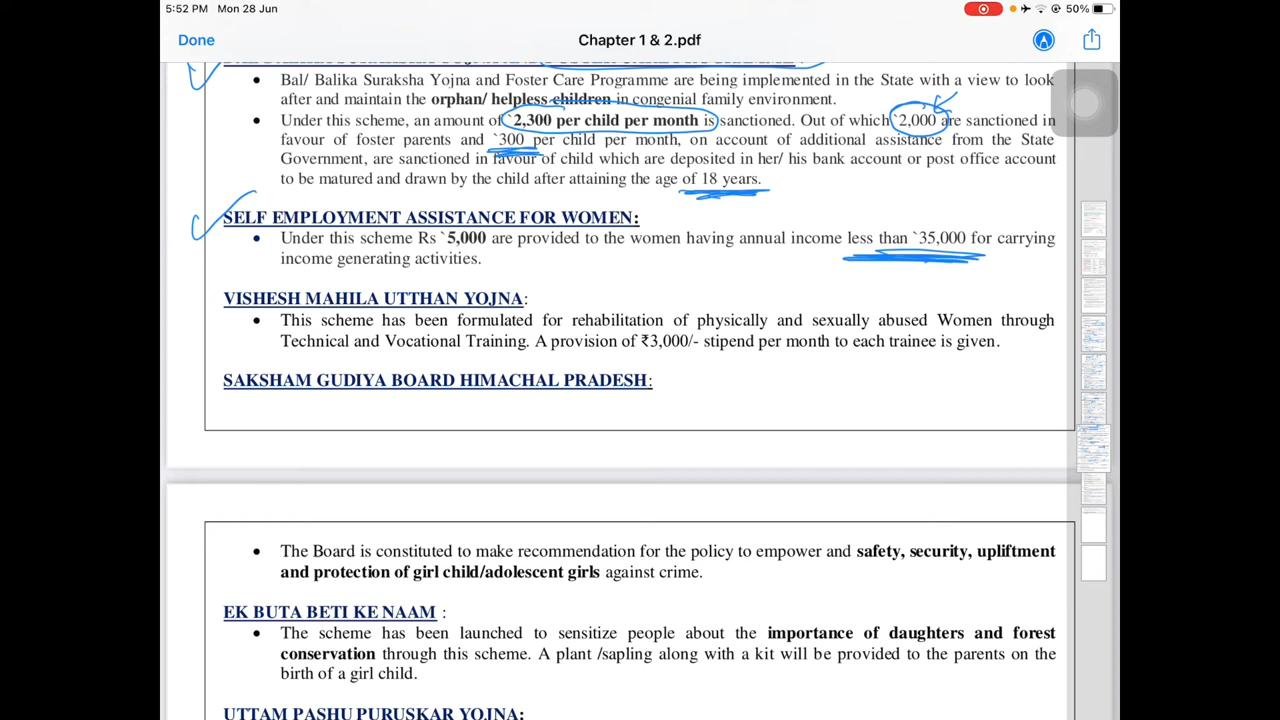 5:52 PM Mon 28 Jun
50%
Done
Chapter 1 & 2.pdf
• Bal/ Balika Suraksha Yojna and Foster Care Programme are being implemented in the State with a view to look
after and maintain the orphan/ helpless children in congenial family environment.
• Under this scheme, an amount of `2,300 per child per month is sanctioned. Out of which `2,000 are sanctioned in
favour of foster parents and `300 per child per month, on account of additional assistance from the State
Government, are sanctioned in favour of child which are deposited in her/ his bank account or post office account
to be matured and drawn by the child after attaining the age of 18 years.
SELF EMPLOYMENT ASSISTANCE FOR WOMEN:
• Under this scheme Rs `5,000 are provided to the women having annual income less than `35,000 for carrying
income generating activities.
VISHESH MAHILA UTTHAN YOJNA:
• This scheme has been formulated for rehabilitation of physically and sexually abused Women through
Technical and Vocational Training. A provision of ₹3,000/- stipend per month to each trainee is given.
SAKSHAM GUDIYA BOARD HIMACHAL PRADESH:
• The Board is constituted to make recommendation for the policy to empower and safety, security, upliftment
and protection of girl child/adolescent girls against crime.
EK BUTA BETI KE NAAM :
• The scheme has been launched to sensitize people about the importance of daughters and forest
conservation through this scheme. A plant /sapling along with a kit will be provided to the parents on the
birth of a girl child.
UTTAM PASHU PURUSKAR YOJNA: